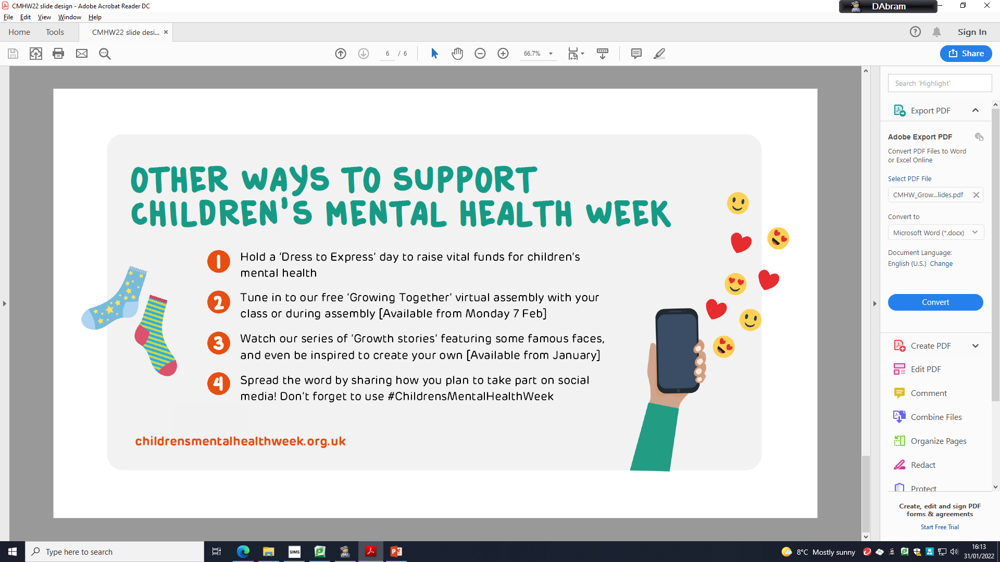 CMHW22 slide design - Adobe Acrobat Reader DC
DAbram
File Edit View Window Help
Home Tools CMHW22 slide desi... ×
Sign In
6 / 6
66.7%
Share
Search 'Highlight'
Export PDF
Adobe Export PDF
Convert PDF Files to Word
or Excel Online
Select PDF File
CMHW_Grow...lides.pdf
Convert to
Microsoft Word (*.docx)
Document Language:
English (U.S.) Change
Convert
Create PDF
Edit PDF
Comment
Combine Files
Organize Pages
Redact
Protect
Create, edit and sign PDF
forms & agreements
Start Free Trial
OTHER WAYS TO SUPPORT
CHILDREN'S MENTAL HEALTH WEEK
1 Hold a ‘Dress to Express’ day to raise vital funds for children’s
mental health
2 Tune in to our free ‘Growing Together’ virtual assembly with your
class or during assembly [Available from Monday 7 Feb]
3 Watch our series of ‘Growth stories’ featuring some famous faces,
and even be inspired to create your own [Available from January]
4 Spread the word by sharing how you plan to take part on social
media! Don’t forget to use #ChildrensMentalHealthWeek
childrensmentalhealthweek.org.uk
Type here to search
SIMS
8°C Mostly sunny
16:13
31/01/2022